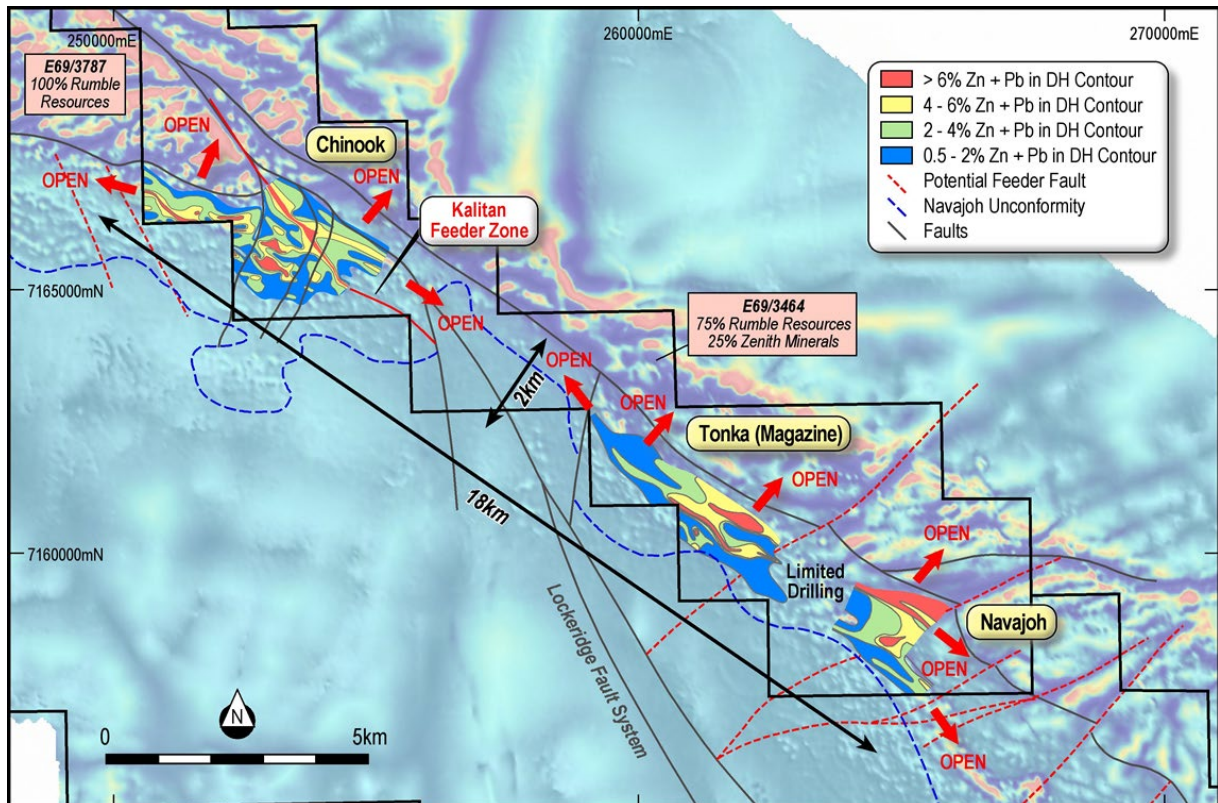 250000mE
260000mE
270000mE
E69/3787
100% Rumble
Resources
> 6% Zn + Pb in DH Contour
4 - 6% Zn + Pb in DH Contour
2 - 4% Zn + Pb in DH Contour
0.5 - 2% Zn + Pb in DH Contour
Potential Feeder Fault
Navajoh Unconformity
Faults
OPEN
Chinook
OPEN
OPEN
Kalitan
Feeder Zone
7165000mN
OPEN
E69/3464
75% Rumble Resources
25% Zenith Minerals
OPEN
2km
OPEN
Tonka (Magazine)
OPEN
18km
OPEN
7160000mN
Limited
Drilling
Navajoh
OPEN
Lockeridge Fault System
N
OPEN
0
5km